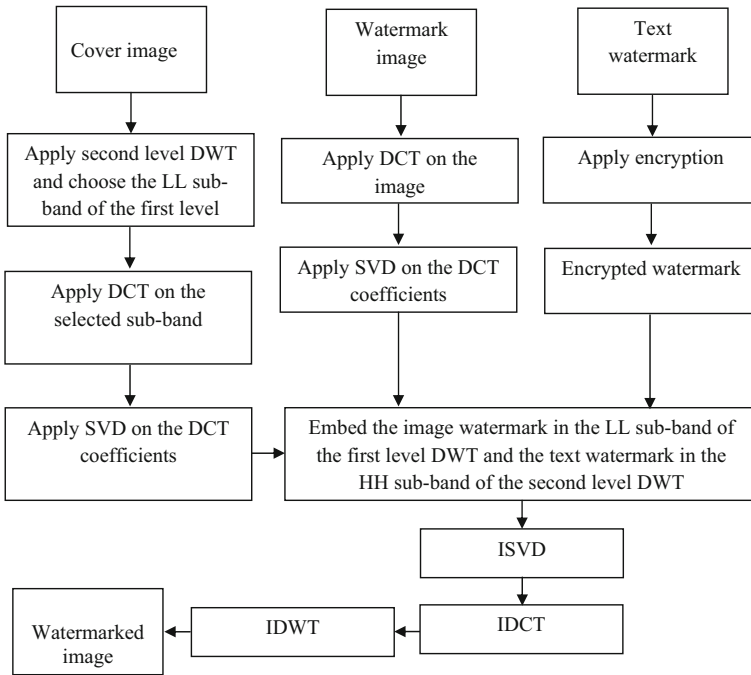 Cover image
Watermark
image
Text
watermark
Apply second level DWT
and choose the LL sub-
band of the first level
Apply DCT on the
image
Apply encryption
Apply DCT on the
selected sub-band
Apply SVD on the DCT
coefficients
Encrypted watermark
Apply SVD on the DCT
coefficients
Embed the image watermark in the LL sub-band of
the first level DWT and the text watermark in the
HH sub-band of the second level DWT
ISVD
IDCT
IDWT
Watermarked
image